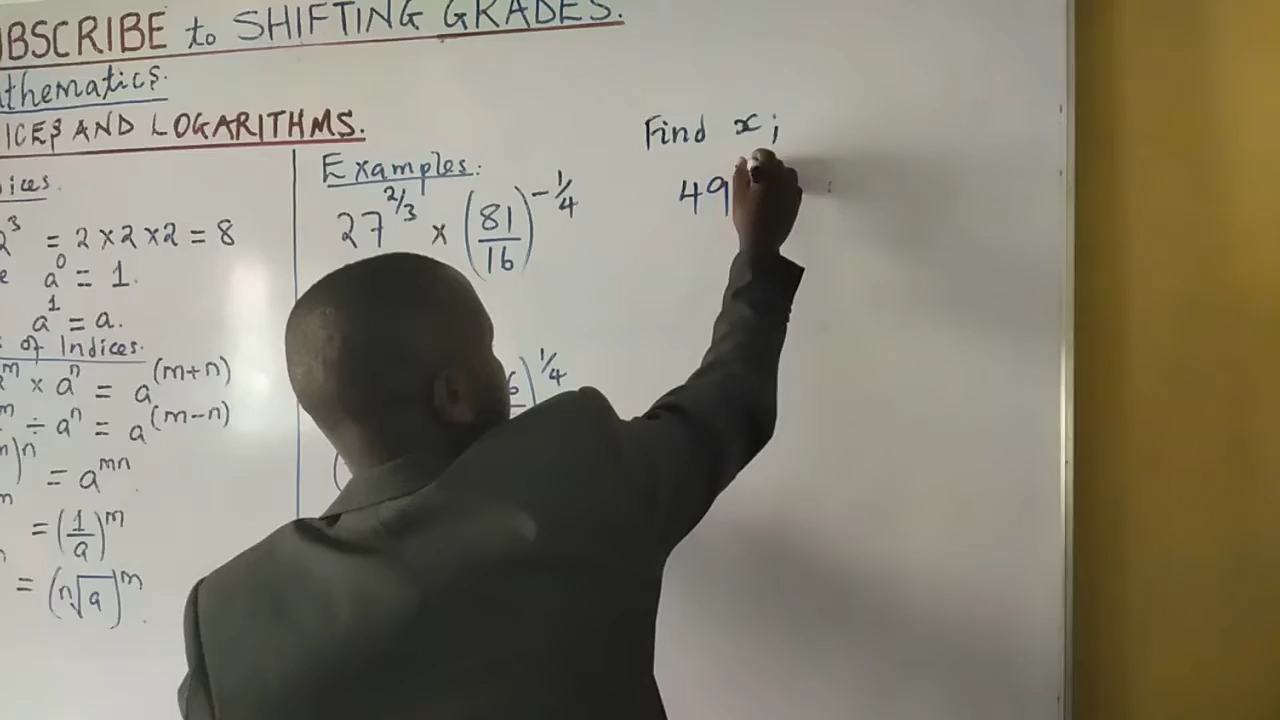 BSCRIBE to SHIFTING GRADES.
thematics.
ICES AND LOGARITHMS.
ices.
2³ = 2 × 2 × 2 = 8
a⁰ = 1.
a¹ = a.
of Indices.
m × aⁿ = a^(m+n)
m ÷ aⁿ = a^(m−n)
)ⁿ = a^mn
= (1/a)^m
= (ⁿ√a)^m.
Examples:
27^2/3 × (81/16)^−1/4
6)^1/4
(
Find x;
49